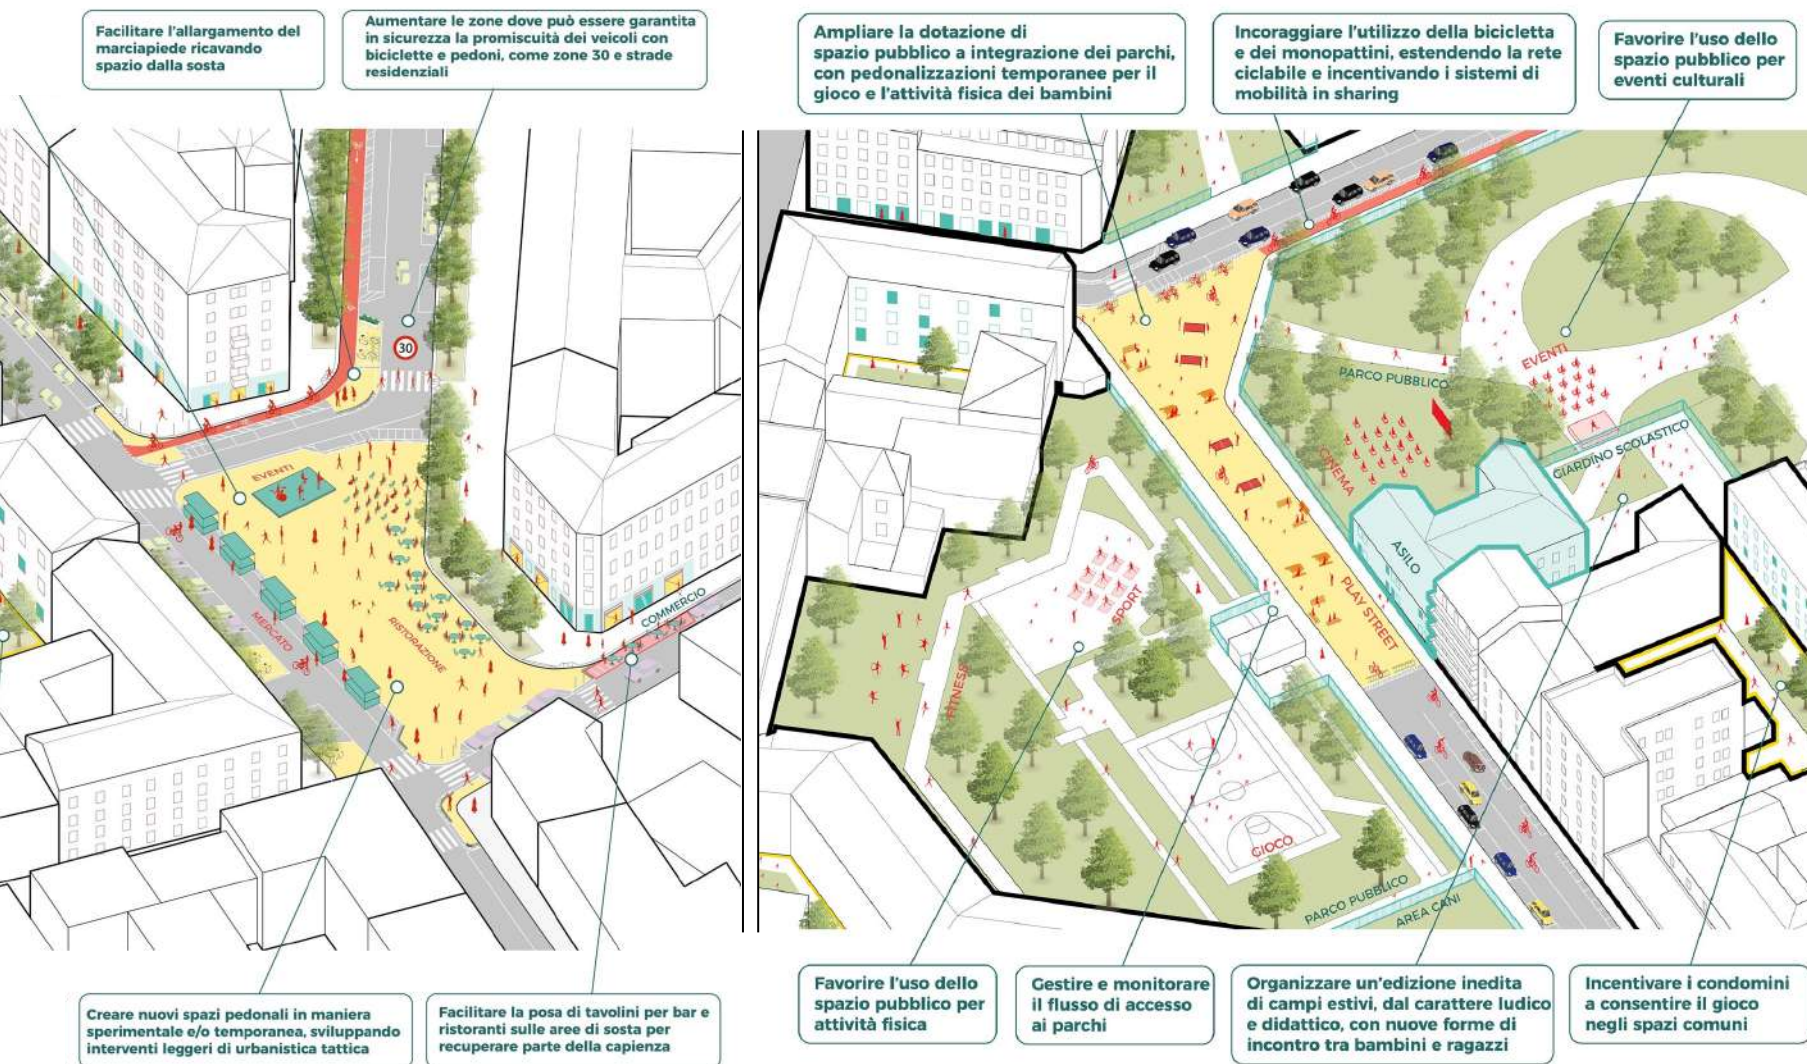 Facilitare l'allargamento del
marciapiede ricavando
spazio dalla sosta
Aumentare le zone dove può essere garantita
in sicurezza la promiscuità dei veicoli con
biciclette e pedoni, come zone 30 e strade
residenziali
30
EVENTI
MERCATO
RISTORAZIONE
COMMERCIO
Creare nuovi spazi pedonali in maniera
sperimentale e/o temporanea, sviluppando
interventi leggeri di urbanistica tattica
Facilitare la posa di tavolini per bar e
ristoranti sulle aree di sosta per
recuperare parte della capienza
Ampliare la dotazione di
spazio pubblico a integrazione dei parchi,
con pedonalizzazioni temporanee per il
gioco e l'attività fisica dei bambini
Incoraggiare l'utilizzo della bicicletta
e dei monopattini, estendendo la rete
ciclabile e incentivando i sistemi di
mobilità in sharing
Favorire l'uso dello
spazio pubblico per
eventi culturali
EVENTI
PARCO PUBBLICO
CINEMA
GIARDINO SCOLASTICO
ASILO
PLAY STREET
SPORT
FITNESS
GIOCO
PARCO PUBBLICO
AREA CANI
Favorire l'uso dello
spazio pubblico per
attività fisica
Gestire e monitorare
il flusso di accesso
ai parchi
Organizzare un'edizione inedita
di campi estivi, dal carattere ludico
e didattico, con nuove forme di
incontro tra bambini e ragazzi
Incentivare i condomini
a consentire il gioco
negli spazi comuni